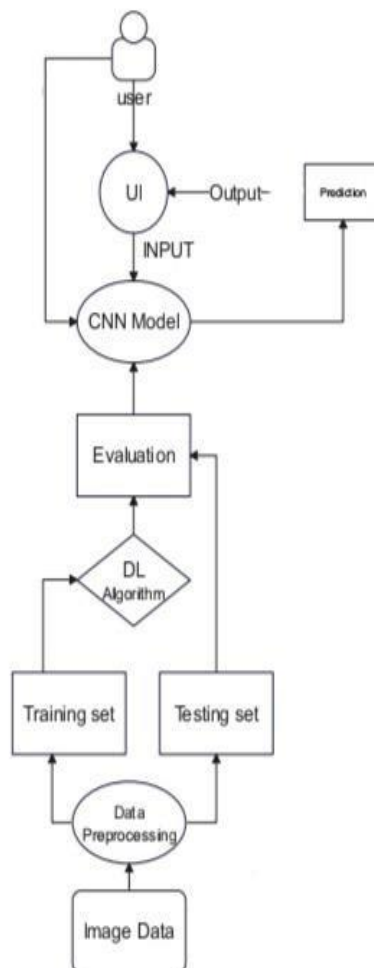 user
UI
Output
Prediction
INPUT
CNN Model
Evaluation
DL
Algorithm
Training set
Testing set
Data
Preprocessing
Image Data